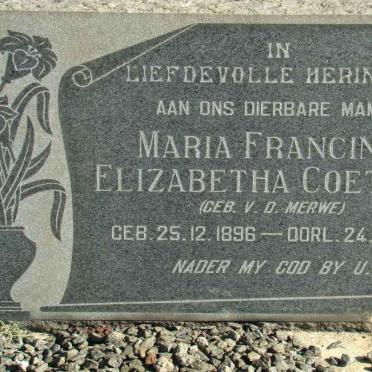 IN
LIEFDEVOLLE HERIN
AAN ONS DIERBARE MAM
MARIA FRANCIN
ELIZABETHA COET
(GEB. V. D. MERWE)
GEB. 25.12.1896 — OORL. 24.
NADER MY GOD BY U.